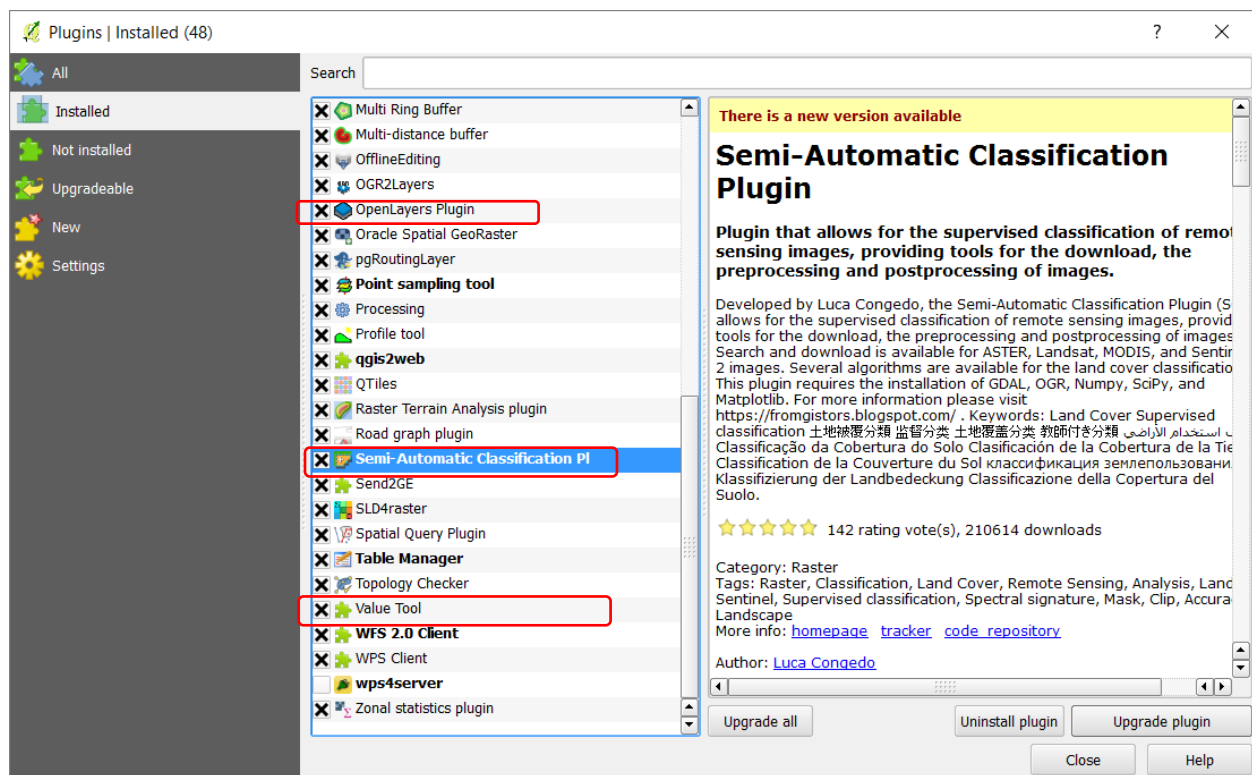 Plugins | Installed (48)
?
All
Installed
Not installed
Upgradeable
New
Settings
Search
Multi Ring Buffer
Multi-distance buffer
OfflineEditing
OGR2Layers
OpenLayers Plugin
Oracle Spatial GeoRaster
pgRoutingLayer
Point sampling tool
Processing
Profile tool
qgis2web
QTiles
Raster Terrain Analysis plugin
Road graph plugin
Semi-Automatic Classification Pl
Send2GE
SLD4raster
Spatial Query Plugin
Table Manager
Topology Checker
Value Tool
WFS 2.0 Client
WPS Client
wps4server
Zonal statistics plugin
There is a new version available
Semi-Automatic Classification
Plugin
Plugin that allows for the supervised classification of remot
sensing images, providing tools for the download, the
preprocessing and postprocessing of images.
Developed by Luca Congedo, the Semi-Automatic Classification Plugin (S
allows for the supervised classification of remote sensing images, provid
tools for the download, the preprocessing and postprocessing of images
Search and download is available for ASTER, Landsat, MODIS, and Sentin
2 images. Several algorithms are available for the land cover classificatio
This plugin requires the installation of GDAL, OGR, Numpy, SciPy, and
Matplotlib. For more information please visit
https://fromgistors.blogspot.com/ . Keywords: Land Cover Supervised
classification 土地被覆分類 监督分类 土地覆盖分类 教師付き分類 ف استخدام الأراضي
Classificação da Cobertura do Solo Clasificación de la Cobertura de la Tie
Classification de la Couverture du Sol классификация землепользовани
Klassifizierung der Landbedeckung Classificazione della Copertura del
Suolo.
142 rating vote(s), 210614 downloads
Category: Raster
Tags: Raster, Classification, Land Cover, Remote Sensing, Analysis, Land
Sentinel, Supervised classification, Spectral signature, Mask, Clip, Accura
Landscape
More info: homepage tracker code repository
Author: Luca Congedo
Upgrade all
Uninstall plugin
Upgrade plugin
Close
Help